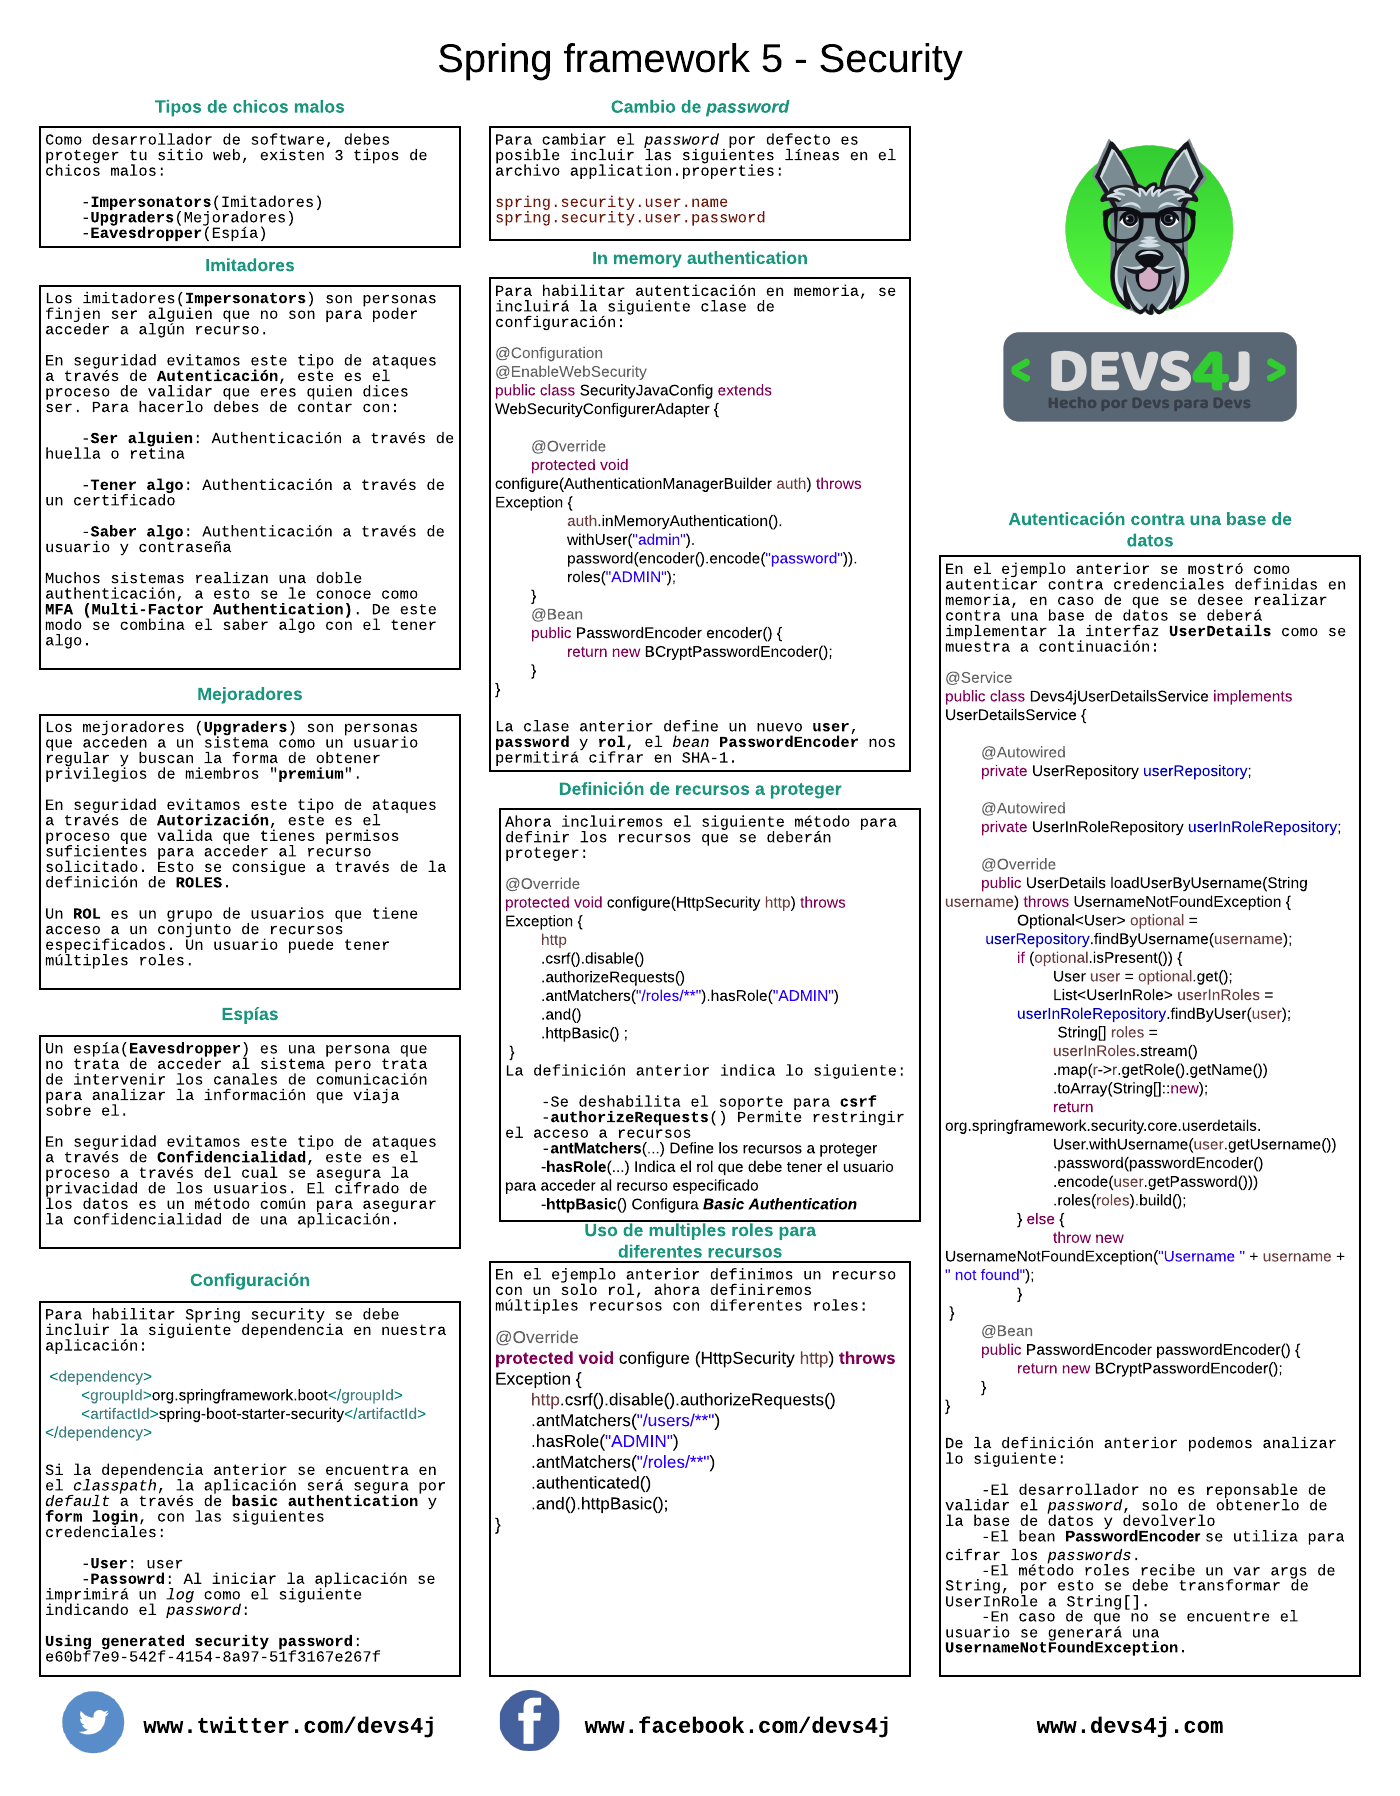 Spring framework 5 - Security
Tipos de chicos malos
Como desarrollador de software, debes
proteger tu sitio web, existen 3 tipos de
chicos malos:
-Impersonators(Imitadores)
-Upgraders(Mejoradores)
-Eavesdropper(Espía)
Imitadores
Los imitadores(Impersonators) son personas
finjen ser alguien que no son para poder
acceder a algún recurso.
En seguridad evitamos este tipo de ataques
a través de Autenticación, este es el
proceso de validar que eres quien dices
ser. Para hacerlo debes de contar con:
-Ser alguien: Authenticación a través de
huella o retina
-Tener algo: Authenticación a través de
un certificado
-Saber algo: Authenticación a través de
usuario y contraseña
Muchos sistemas realizan una doble
authenticación, a esto se le conoce como
MFA (Multi-Factor Authentication). De este
modo se combina el saber algo con el tener
algo.
Mejoradores
Los mejoradores (Upgraders) son personas
que acceden a un sistema como un usuario
regular y buscan la forma de obtener
privilegios de miembros "premium".
En seguridad evitamos este tipo de ataques
a través de Autorización, este es el
proceso que valida que tienes permisos
suficientes para acceder al recurso
solicitado. Esto se consigue a través de la
definición de ROLES.
Un ROL es un grupo de usuarios que tiene
acceso a un conjunto de recursos
especificados. Un usuario puede tener
múltiples roles.
Espías
Un espía(Eavesdropper) es una persona que
no trata de acceder al sistema pero trata
de intervenir los canales de comunicación
para analizar la información que viaja
sobre el.
En seguridad evitamos este tipo de ataques
a través de Confidencialidad, este es el
proceso a través del cual se asegura la
privacidad de los usuarios. El cifrado de
los datos es un método común para asegurar
la confidencialidad de una aplicación.
Configuración
Para habilitar Spring security se debe
incluir la siguiente dependencia en nuestra
aplicación:
<dependency>
<groupId>org.springframework.boot</groupId>
<artifactId>spring-boot-starter-security</artifactId>
</dependency>
Si la dependencia anterior se encuentra en
el classpath, la aplicación será segura por
default a través de basic authentication y
form login, con las siguientes
credenciales:
-User: user
-Passowrd: Al iniciar la aplicación se
imprimirá un log como el siguiente
indicando el password:
Using generated security password:
e60bf7e9-542f-4154-8a97-51f3167e267f
Cambio de password
Para cambiar el password por defecto es
posible incluir las siguientes líneas en el
archivo application.properties:
spring.security.user.name
spring.security.user.password
In memory authentication
Para habilitar autenticación en memoria, se
incluirá la siguiente clase de
configuración:
@Configuration
@EnableWebSecurity
public class SecurityJavaConfig extends
WebSecurityConfigurerAdapter {
@Override
protected void
configure(AuthenticationManagerBuilder auth) throws
Exception {
auth.inMemoryAuthentication().
withUser("admin").
password(encoder().encode("password")).
roles("ADMIN");
}
@Bean
public PasswordEncoder encoder() {
return new BCryptPasswordEncoder();
}
}
La clase anterior define un nuevo user,
password y rol, el bean PasswordEncoder nos
permitirá cifrar en SHA-1.
Definición de recursos a proteger
Ahora incluiremos el siguiente método para
definir los recursos que se deberán
proteger:
@Override
protected void configure(HttpSecurity http) throws
Exception {
http
.csrf().disable()
.authorizeRequests()
.antMatchers("/roles/**").hasRole("ADMIN")
.and()
.httpBasic() ;
}
La definición anterior indica lo siguiente:
-Se deshabilita el soporte para csrf
-authorizeRequests() Permite restringir
el acceso a recursos
-antMatchers(...) Define los recursos a proteger
-hasRole(...) Indica el rol que debe tener el usuario
para acceder al recurso especificado
-httpBasic() Configura Basic Authentication
Uso de multiples roles para
diferentes recursos
En el ejemplo anterior definimos un recurso
con un solo rol, ahora definiremos
múltiples recursos con diferentes roles:
@Override
protected void configure (HttpSecurity http) throws
Exception {
http.csrf().disable().authorizeRequests()
.antMatchers("/users/**")
.hasRole("ADMIN")
.antMatchers("/roles/**")
.authenticated()
.and().httpBasic();
}
< DEVS4J >
Hecho por Devs para Devs
Autenticación contra una base de
datos
En el ejemplo anterior se mostró como
autenticar contra credenciales definidas en
memoria, en caso de que se desee realizar
contra una base de datos se deberá
implementar la interfaz UserDetails como se
muestra a continuación:
@Service
public class Devs4jUserDetailsService implements
UserDetailsService {
@Autowired
private UserRepository userRepository;
@Autowired
private UserInRoleRepository userInRoleRepository;
@Override
public UserDetails loadUserByUsername(String
username) throws UsernameNotFoundException {
Optional<User> optional =
userRepository.findByUsername(username);
if (optional.isPresent()) {
User user = optional.get();
List<UserInRole> userInRoles =
userInRoleRepository.findByUser(user);
String[] roles =
userInRoles.stream()
.map(r->r.getRole().getName())
.toArray(String[]::new);
return
org.springframework.security.core.userdetails.
User.withUsername(user.getUsername())
.password(passwordEncoder()
.encode(user.getPassword()))
.roles(roles).build();
} else {
throw new
UsernameNotFoundException("Username " + username +
" not found");
}
}
@Bean
public PasswordEncoder passwordEncoder() {
return new BCryptPasswordEncoder();
}
}
De la definición anterior podemos analizar
lo siguiente:
-El desarrollador no es reponsable de
validar el password, solo de obtenerlo de
la base de datos y devolverlo
-El bean PasswordEncoder se utiliza para
cifrar los passwords.
-El método roles recibe un var args de
String, por esto se debe transformar de
UserInRole a String[].
-En caso de que no se encuentre el
usuario se generará una
UsernameNotFoundException.
www.twitter.com/devs4j
www.facebook.com/devs4j
www.devs4j.com